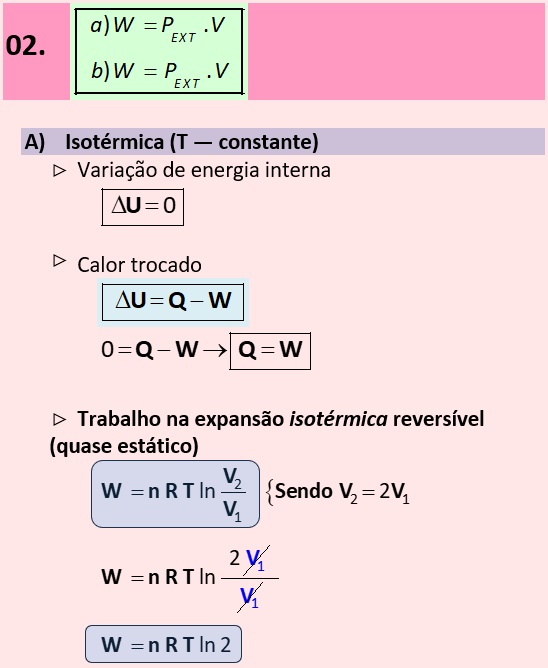 02.
a) W = P_EXT . V
b) W = P_EXT . V
A) Isotérmica (T — constante)
▷ Variação de energia interna
ΔU = 0
▷ Calor trocado
ΔU = Q − W
0 = Q − W → Q = W
▷ Trabalho na expansão isotérmica reversível
(quase estático)
W = n R T ln V₂/V₁ {Sendo V₂ = 2V₁
W = n R T ln 2 V₁/V₁
W = n R T ln 2